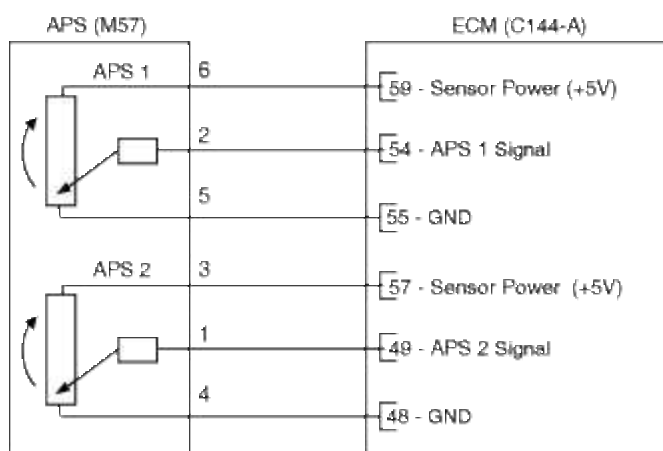 APS (M57) ECM (C144-A)
APS 1 6 59 - Sensor Power (+5V)
2 54 - APS 1 Signal
5 55 - GND
APS 2 3 57 - Sensor Power (+5V)
1 49 - APS 2 Signal
4 48 - GND